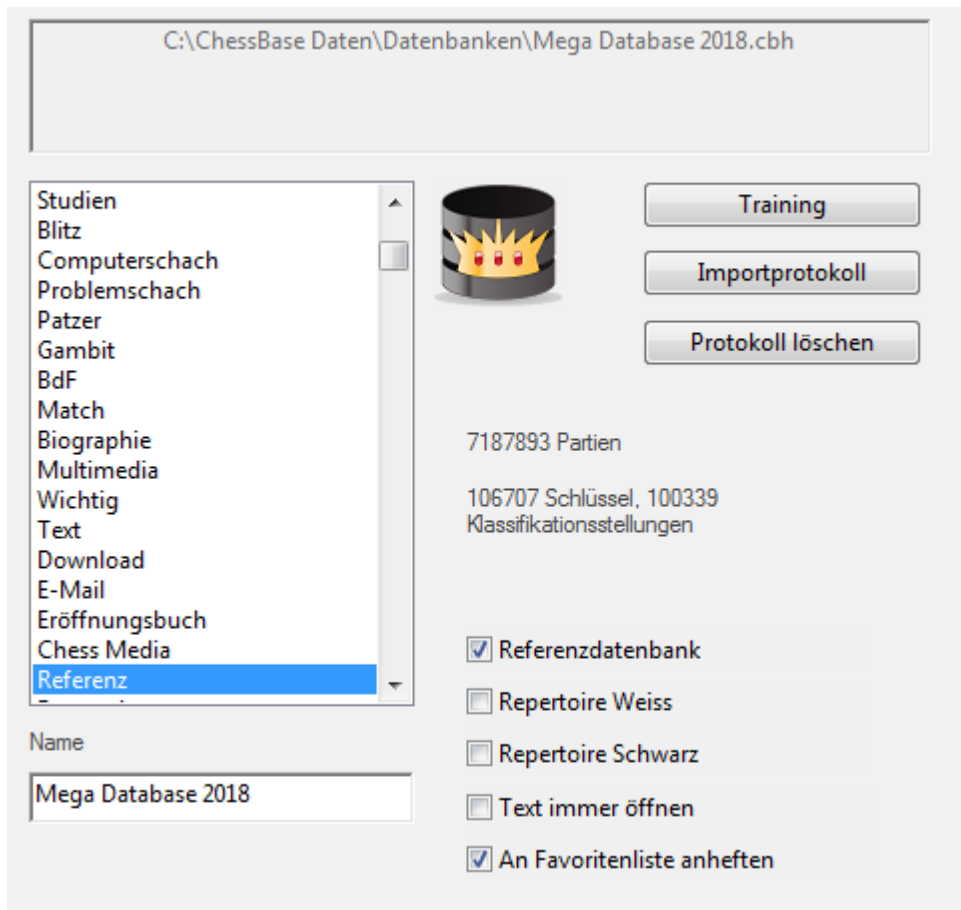 C:\ChessBase Daten\Datenbanken\Mega Database 2018.cbh
Studien
Blitz
Computerschach
Problemschach
Patzer
Gambit
BdF
Match
Biographie
Multimedia
Wichtig
Text
Download
E-Mail
Eröffnungsbuch
Chess Media
Referenz
Name
Mega Database 2018
Training
Importprotokoll
Protokoll löschen
7187893 Partien
106707 Schlüssel, 100339
Klassifikationsstellungen
Referenzdatenbank
Repertoire Weiss
Repertoire Schwarz
Text immer öffnen
An Favoritenliste anheften